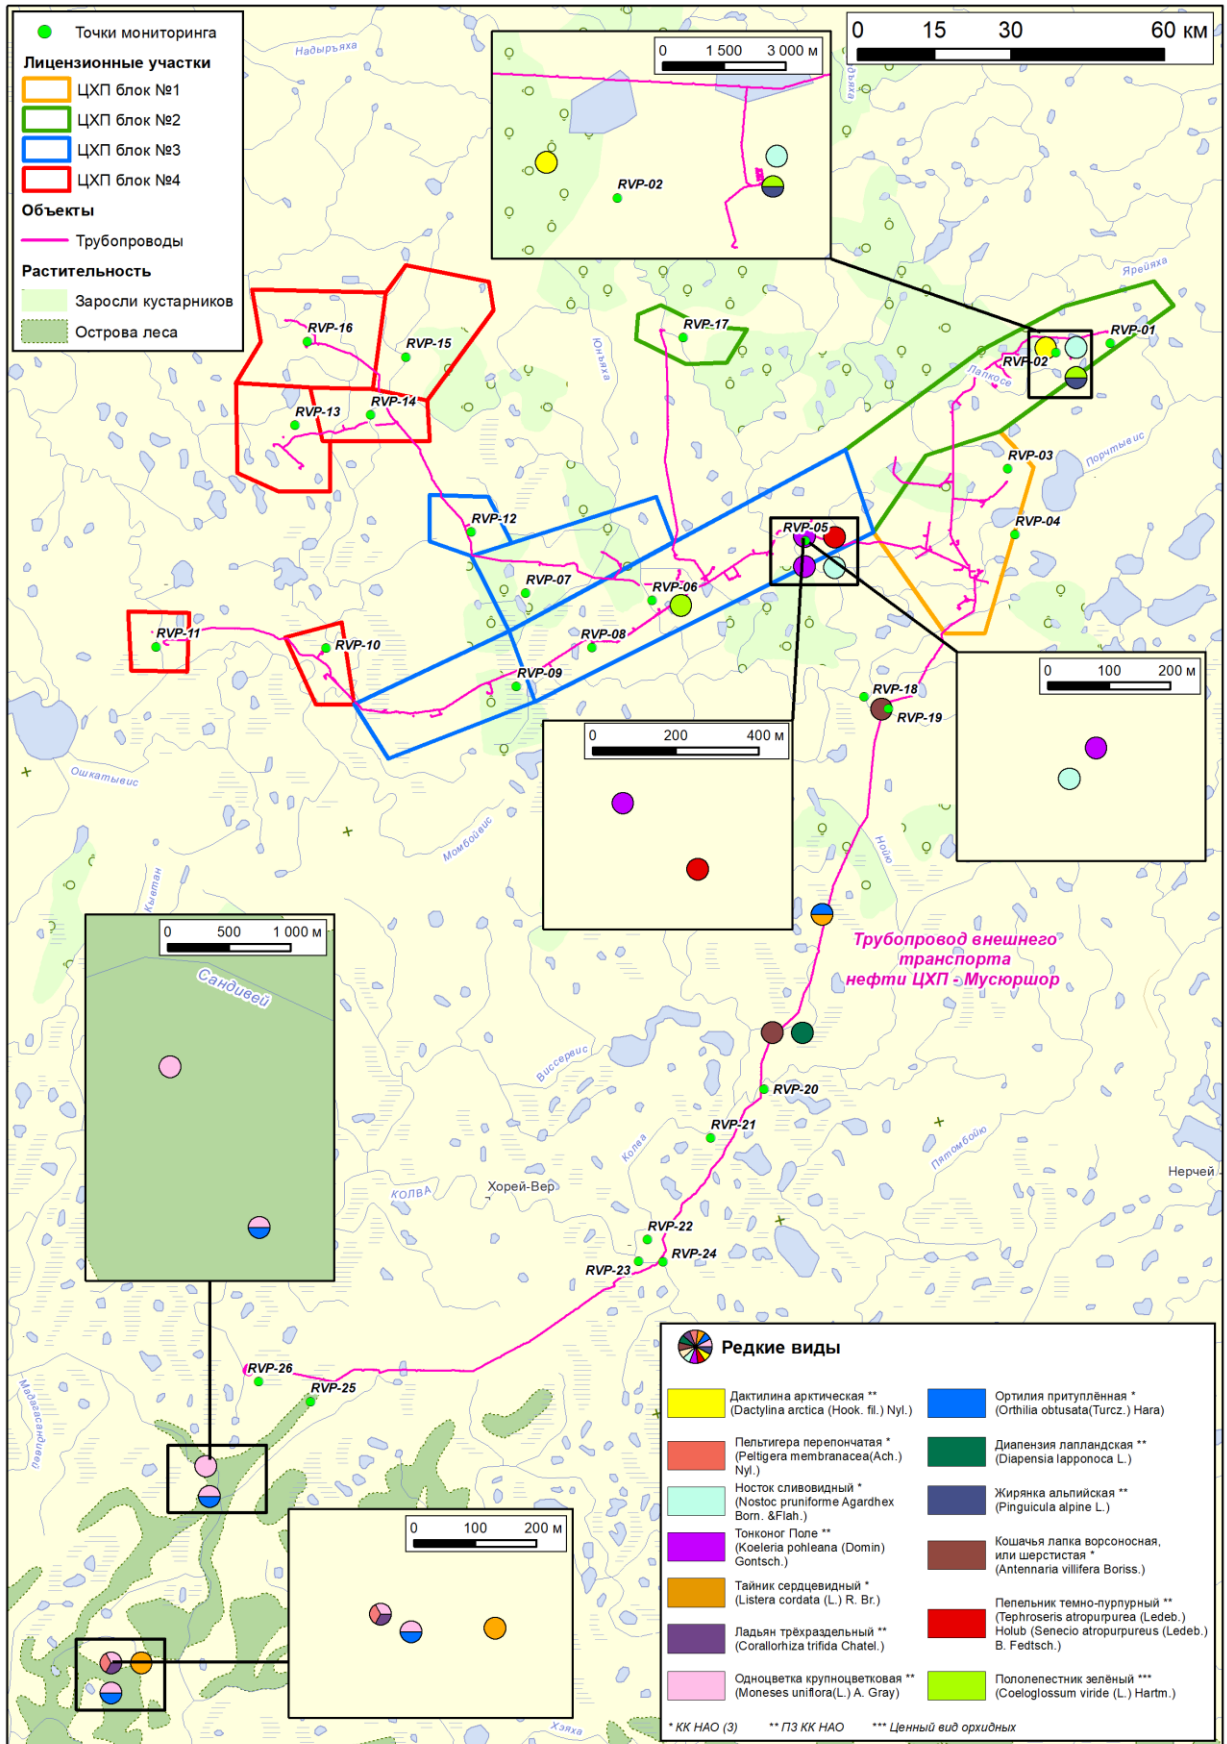 Точки мониторинга
Лицензионные участки
ЦХП блок №1
ЦХП блок №2
ЦХП блок №3
ЦХП блок №4
Объекты
Трубопроводы
Растительность
Заросли кустарников
Острова леса
Надыръяха
0 1 500 3 000 м
0 15 30 60 км
RVP-02
Ярейяха
RVP-01
RVP-02
Лапкосе
RVP-17
Юнъяха
RVP-16
RVP-15
RVP-14
RVP-13
RVP-03
Порчтывис
RVP-04
RVP-05
RVP-12
RVP-07
RVP-06
RVP-08
RVP-09
RVP-11
RVP-10
0 100 200 м
RVP-18
RVP-19
0 200 400 м
Ошкатывис
Момбойвис
Нойю
Кывтан
0 500 1 000 м
Сандивей
Трубопровод внешнего
транспорта
нефти ЦХП - Мусюршор
Виссервис
RVP-20
RVP-21
Колва
Пятомбойю
Нерчей
Хорей-Вер
КОЛВА
RVP-22
RVP-24
RVP-23
RVP-26
RVP-25
Мадагасандивей
0 100 200 м
Хэяха
Редкие виды
Дактилина арктическая **
(Dactylina arctica (Hook. fil.) Nyl.)
Пельтигера перепончатая *
(Peltigera membranacea(Ach.)
Nyl.)
Носток сливовидный *
(Nostoc pruniforme Agardhex
Born. &Flah.)
Тонконог Поле **
(Koeleria pohleana (Domin)
Gontsch.)
Тайник сердцевидный *
(Listera cordata (L.) R. Br.)
Ладьян трёхраздельный **
(Corallorhiza trifida Chatel.)
Одноцветка крупноцветковая **
(Moneses uniflora(L.) A. Gray)
Ортилия притуплённая *
(Orthilia obtusata(Turcz.) Hara)
Диапензия лапландская **
(Diapensia lapponoca L.)
Жирянка альпийская **
(Pinguicula alpine L.)
Кошачья лапка ворсоносная,
или шерстистая *
(Antennaria villifera Boriss.)
Пепельник темно-пурпурный **
(Tephroseris atropurpurea (Ledeb.)
Holub (Senecio atropurpureus (Ledeb.)
B. Fedtsch.)
Пололепестник зелёный ***
(Coeloglossum viride (L.) Hartm.)
* КК НАО (3) ** ПЗ КК НАО *** Ценный вид орхидных